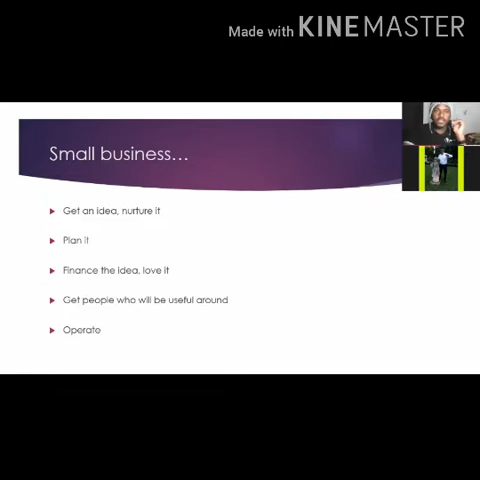 Made with KINEMASTER
Small business...
Get an idea, nurture it
Plan it
Finance the idea, love it
Get people who will be useful around
Operate